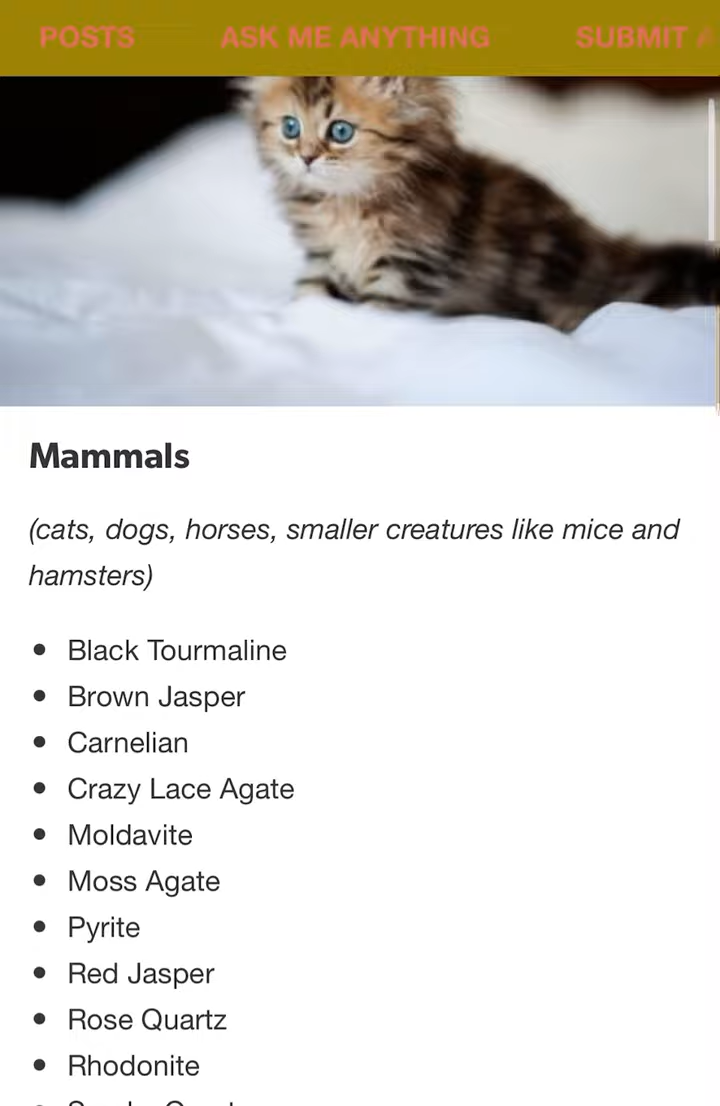 POSTS ASK ME ANYTHING SUBMIT
Mammals
(cats, dogs, horses, smaller creatures like mice and
hamsters)
• Black Tourmaline
• Brown Jasper
• Carnelian
• Crazy Lace Agate
• Moldavite
• Moss Agate
• Pyrite
• Red Jasper
• Rose Quartz
• Rhodonite